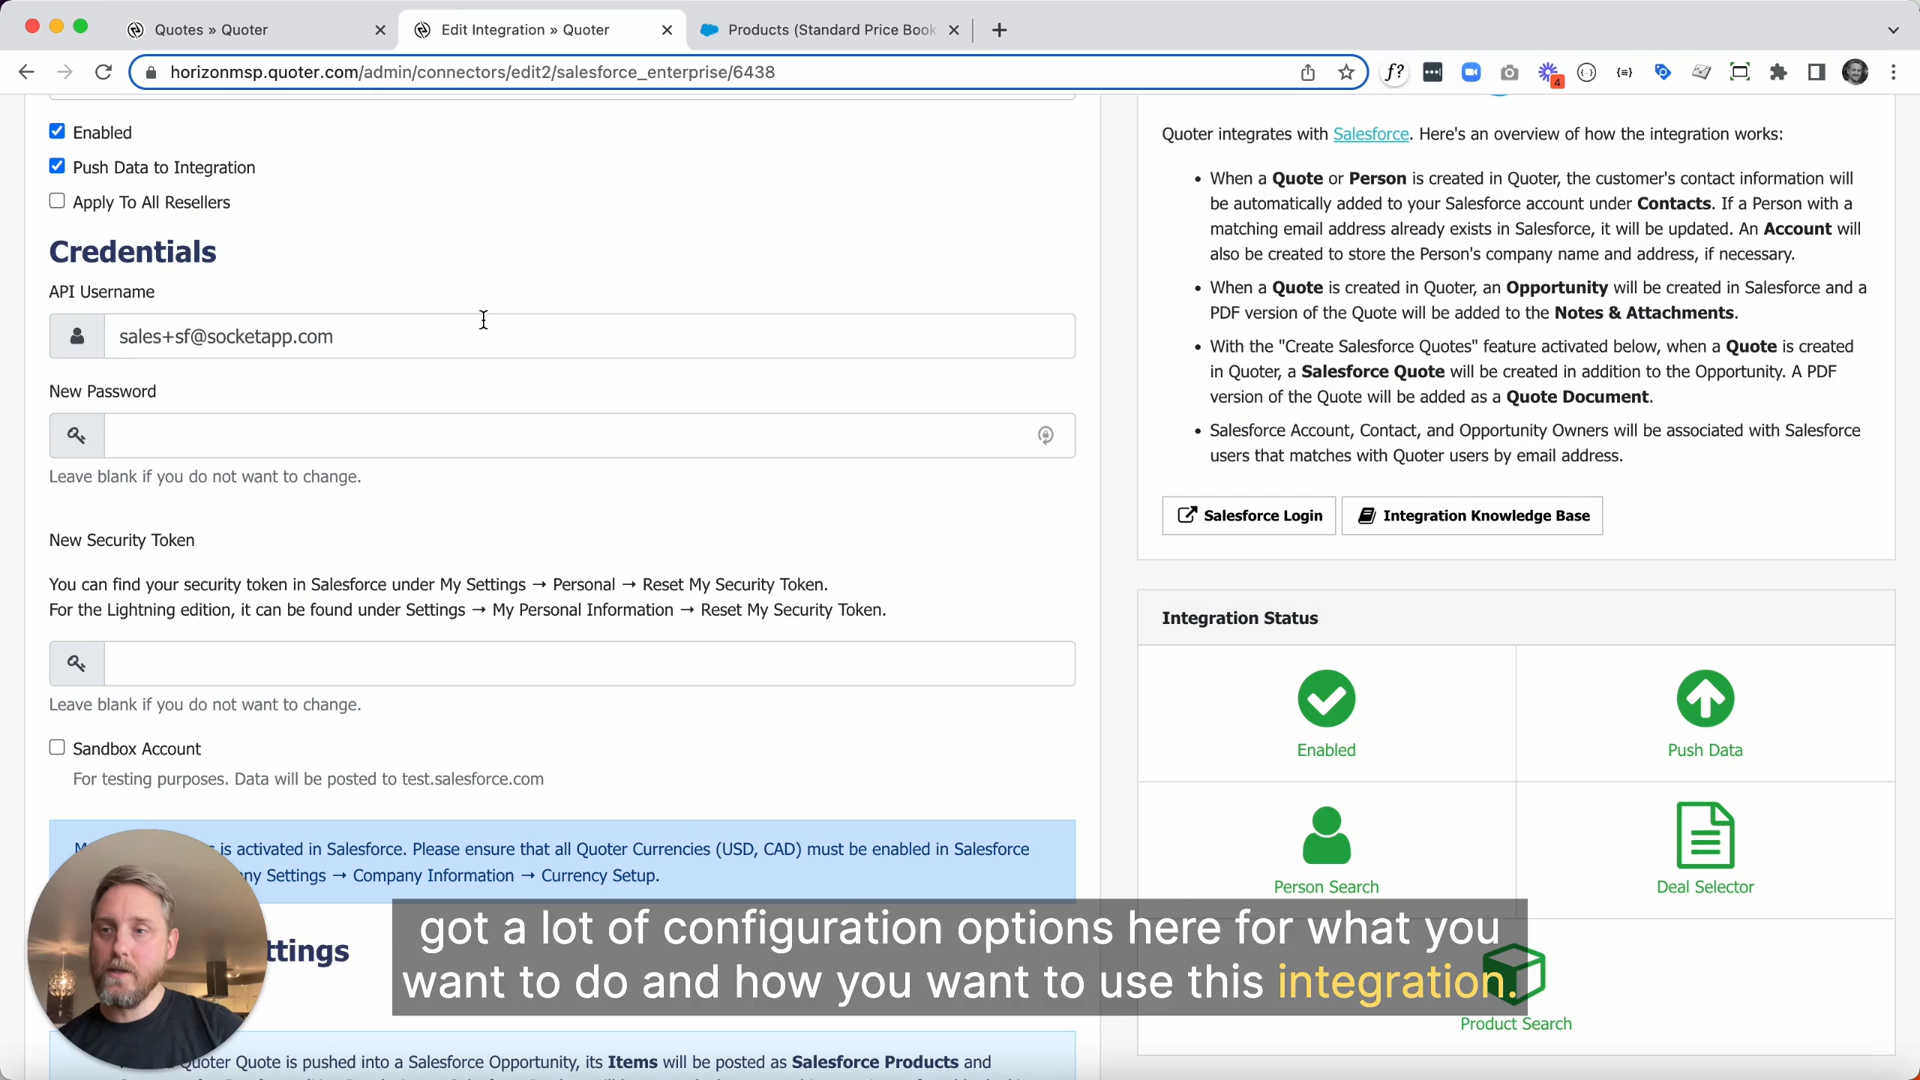 Quotes » Quoter
Edit Integration » Quoter
Products (Standard Price Book
horizonmsp.quoter.com/admin/connectors/edit2/salesforce_enterprise/6438
f?
4
Enabled
Push Data to Integration
Apply To All Resellers
Credentials
API Username
sales+sf@socketapp.com
New Password
Leave blank if you do not want to change.
New Security Token
You can find your security token in Salesforce under My Settings → Personal → Reset My Security Token.
For the Lightning edition, it can be found under Settings → My Personal Information → Reset My Security Token.
Leave blank if you do not want to change.
Sandbox Account
For testing purposes. Data will be posted to test.salesforce.com
is activated in Salesforce. Please ensure that all Quoter Currencies (USD, CAD) must be enabled in Salesforce
ny Settings → Company Information → Currency Setup.
ttings
uoter Quote is pushed into a Salesforce Opportunity, its Items will be posted as Salesforce Products and
Quoter integrates with Salesforce. Here's an overview of how the integration works:
• When a Quote or Person is created in Quoter, the customer's contact information will
be automatically added to your Salesforce account under Contacts. If a Person with a
matching email address already exists in Salesforce, it will be updated. An Account will
also be created to store the Person's company name and address, if necessary.
• When a Quote is created in Quoter, an Opportunity will be created in Salesforce and a
PDF version of the Quote will be added to the Notes & Attachments.
• With the "Create Salesforce Quotes" feature activated below, when a Quote is created
in Quoter, a Salesforce Quote will be created in addition to the Opportunity. A PDF
version of the Quote will be added as a Quote Document.
• Salesforce Account, Contact, and Opportunity Owners will be associated with Salesforce
users that matches with Quoter users by email address.
Salesforce Login
Integration Knowledge Base
Integration Status
Enabled
Push Data
Person Search
Deal Selector
Product Search
got a lot of configuration options here for what you
want to do and how you want to use this integration.